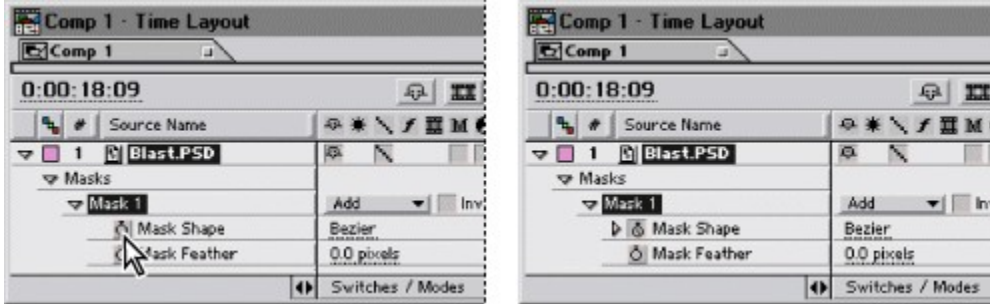 Comp 1 · Time Layout
Comp 1
0:00:18:09
# Source Name M
1 Blast.PSD
Masks
Mask 1 Add
Mask Shape Bezier
Mask Feather 0.0 pixels
Switches / Modes
Comp 1 · Time Layout
Comp 1
0:00:18:09
# Source Name M
1 Blast.PSD
Masks
Mask 1 Add
Mask Shape Bezier
Mask Feather 0.0 pixels
Switches / Modes